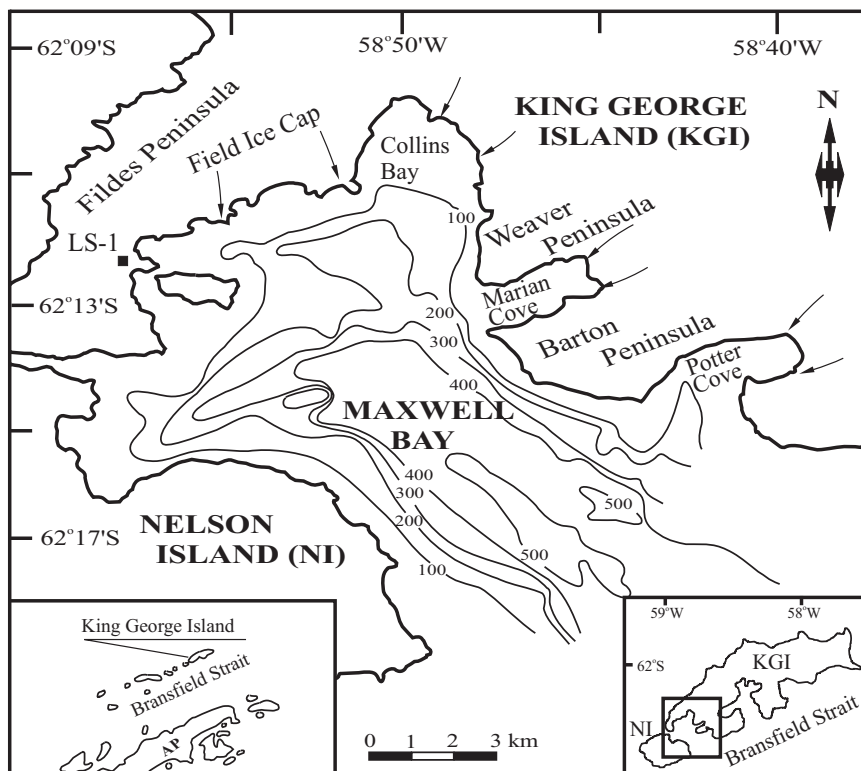 62°09'S
58°50'W
58°40'W
KING GEORGE
ISLAND (KGI)
N
Fildes Peninsula
Field Ice Cap
Collins
Bay
100
Weaver
Peninsula
LS-1
62°13'S
Marian
Cove
200
300
400
Barton
Peninsula
Potter
Cove
MAXWELL
BAY
400
300
200
100
500
500
62°17'S
NELSON
ISLAND (NI)
King George Island
Bransfield Strait
AP
0 1 2 3 km
59°W
58°W
62°S
KGI
NI
Bransfield Strait